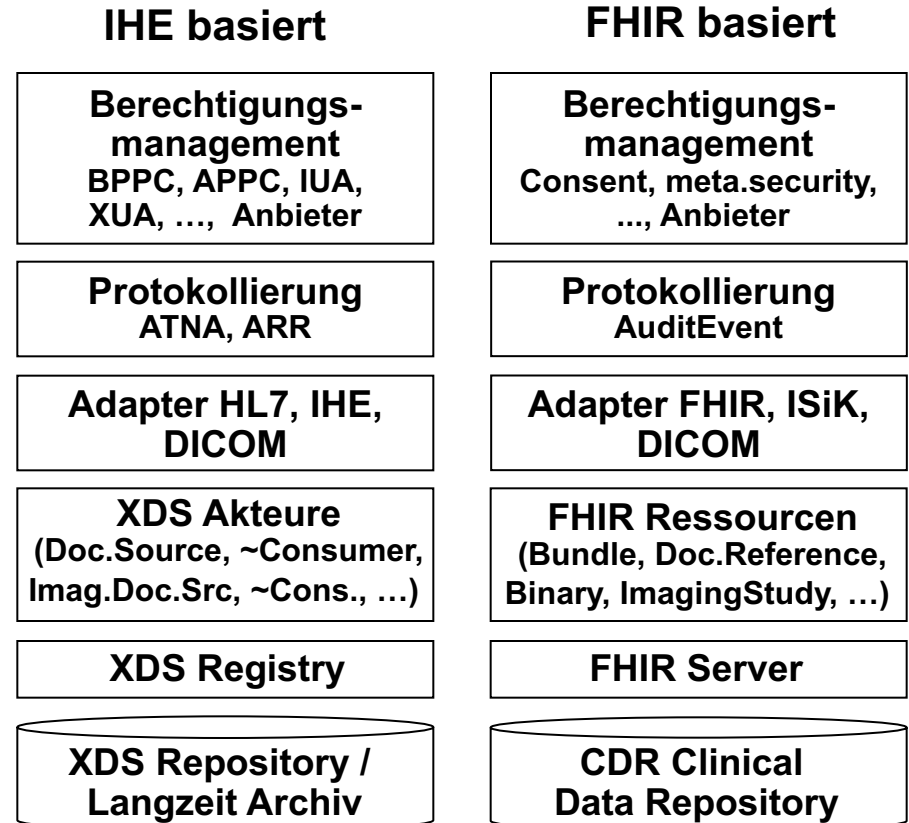 IHE basiert
Berechtigungs-
management
BPPC, APPC, IUA,
XUA, …, Anbieter
Protokollierung
ATNA, ARR
Adapter HL7, IHE,
DICOM
XDS Akteure
(Doc.Source, ~Consumer,
Imag.Doc.Src, ~Cons., …)
XDS Registry
XDS Repository /
Langzeit Archiv
FHIR basiert
Berechtigungs-
management
Consent, meta.security,
..., Anbieter
Protokollierung
AuditEvent
Adapter FHIR, ISiK,
DICOM
FHIR Ressourcen
(Bundle, Doc.Reference,
Binary, ImagingStudy, …)
FHIR Server
CDR Clinical
Data Repository